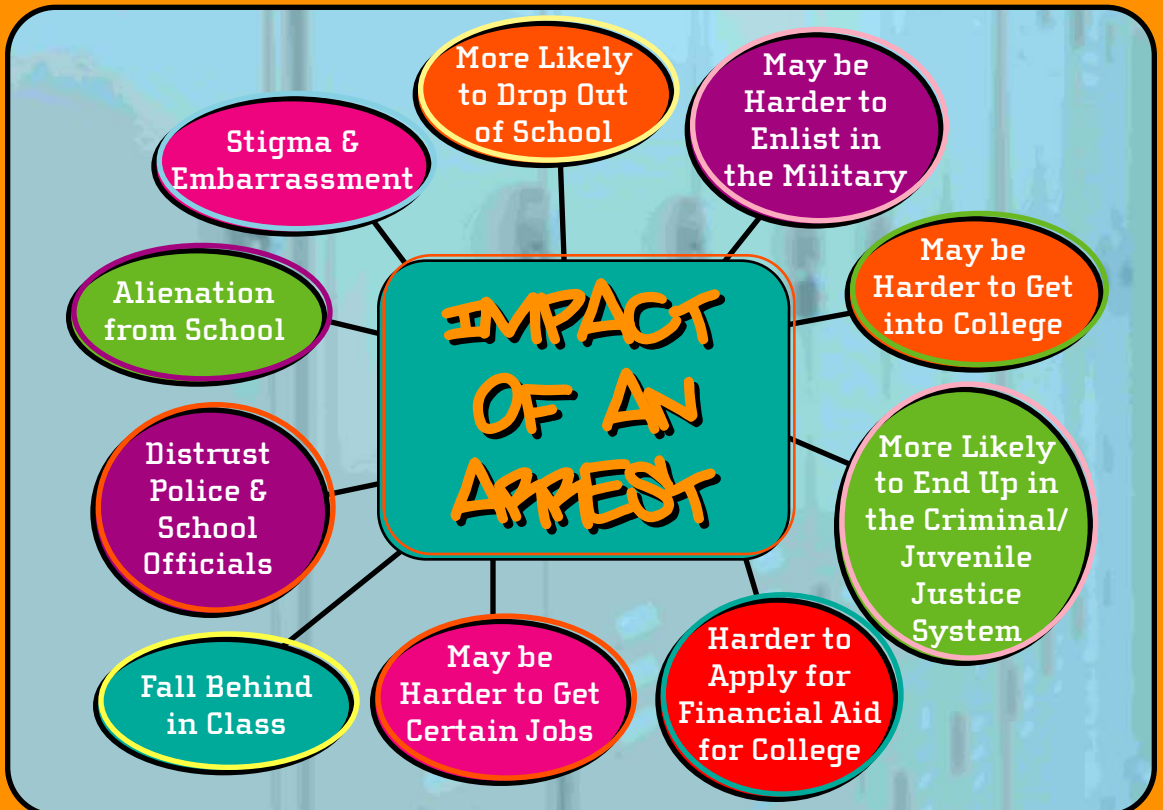 More Likely
to Drop Out
of School
May be
Harder to
Enlist in
the Military
Stigma &
Embarrassment
May be
Harder to Get
into College
Alienation
from School
IMPACT
OF AN
ARREST
Distrust
Police &
School
Officials
More Likely
to End Up in
the Criminal/
Juvenile
Justice
System
Fall Behind
in Class
May be
Harder to Get
Certain Jobs
Harder to
Apply for
Financial Aid
for College